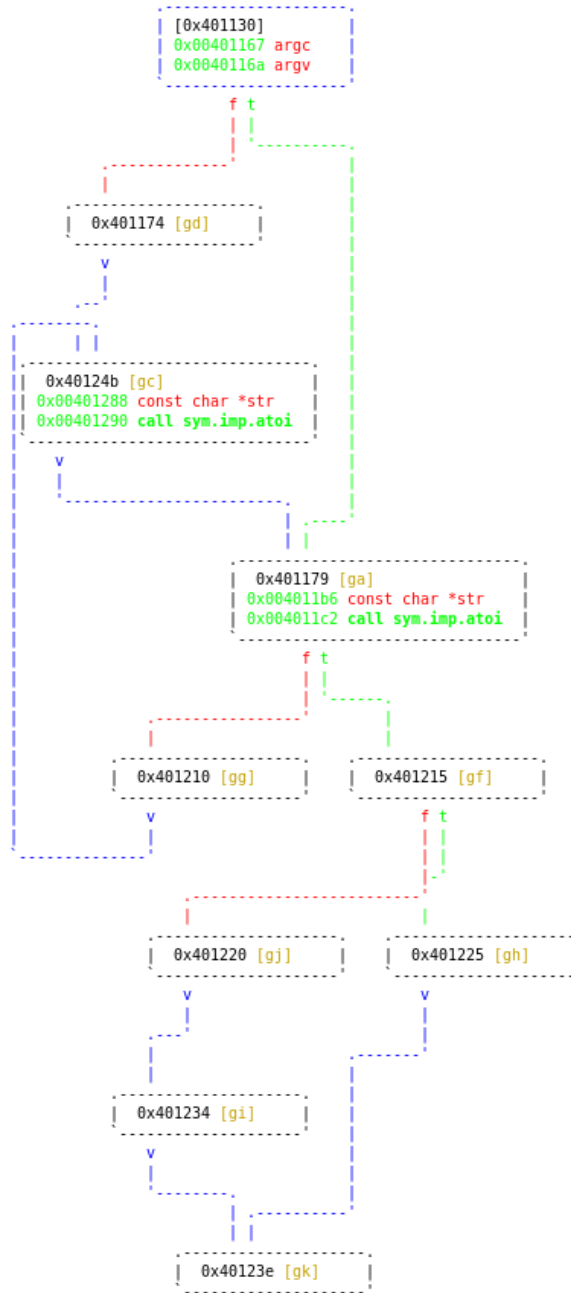 [0x401130]
0x00401167 argc
0x0040116a argv
f t
0x401174 [gd]
v
0x40124b [gc]
0x00401288 const char *str
0x00401290 call sym.imp.atoi
v
0x401179 [ga]
0x004011b6 const char *str
0x004011c2 call sym.imp.atoi
f t
0x401210 [gg] 0x401215 [gf]
v f t
0x401220 [gj] 0x401225 [gh]
v v
0x401234 [gi]
v
0x40123e [gk]